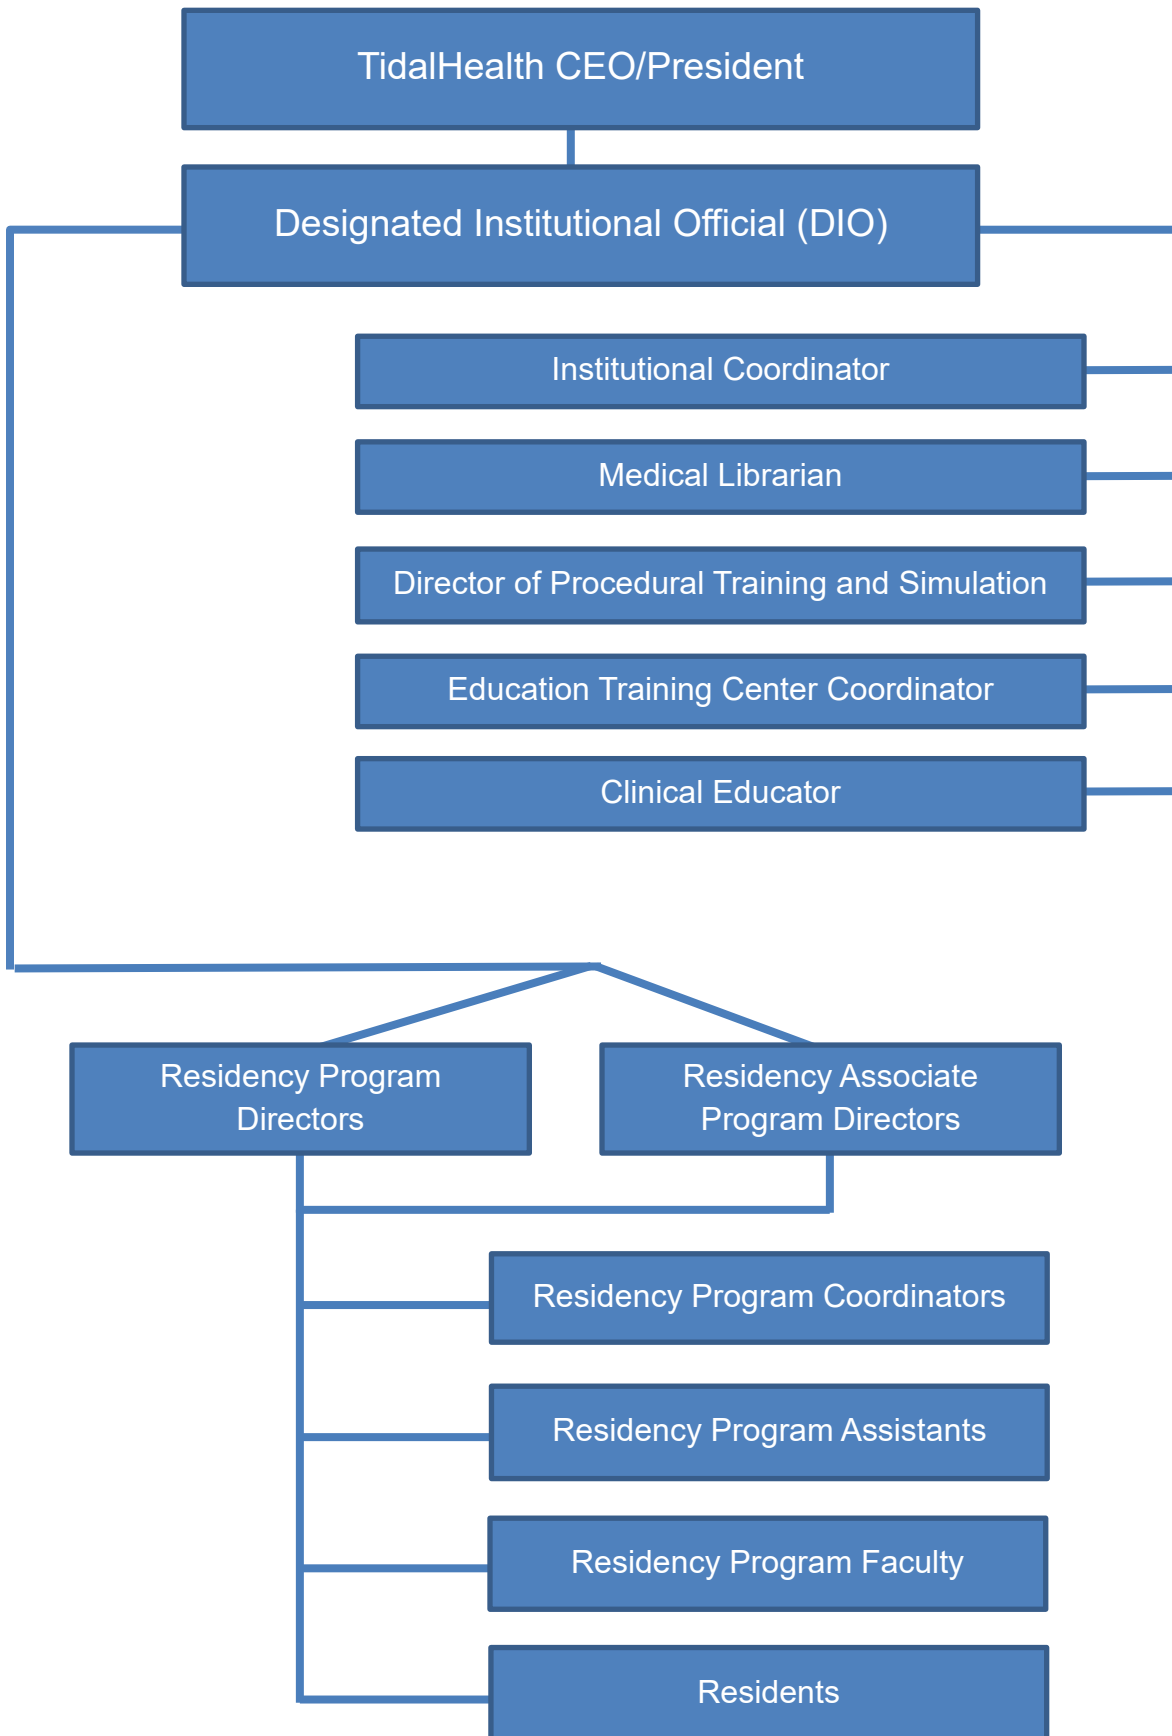 TidalHealth CEO/President
Designated Institutional Official (DIO)
Institutional Coordinator
Medical Librarian
Director of Procedural Training and Simulation
Education Training Center Coordinator
Clinical Educator
Residency Program
Directors
Residency Associate
Program Directors
Residency Program Coordinators
Residency Program Assistants
Residency Program Faculty
Residents